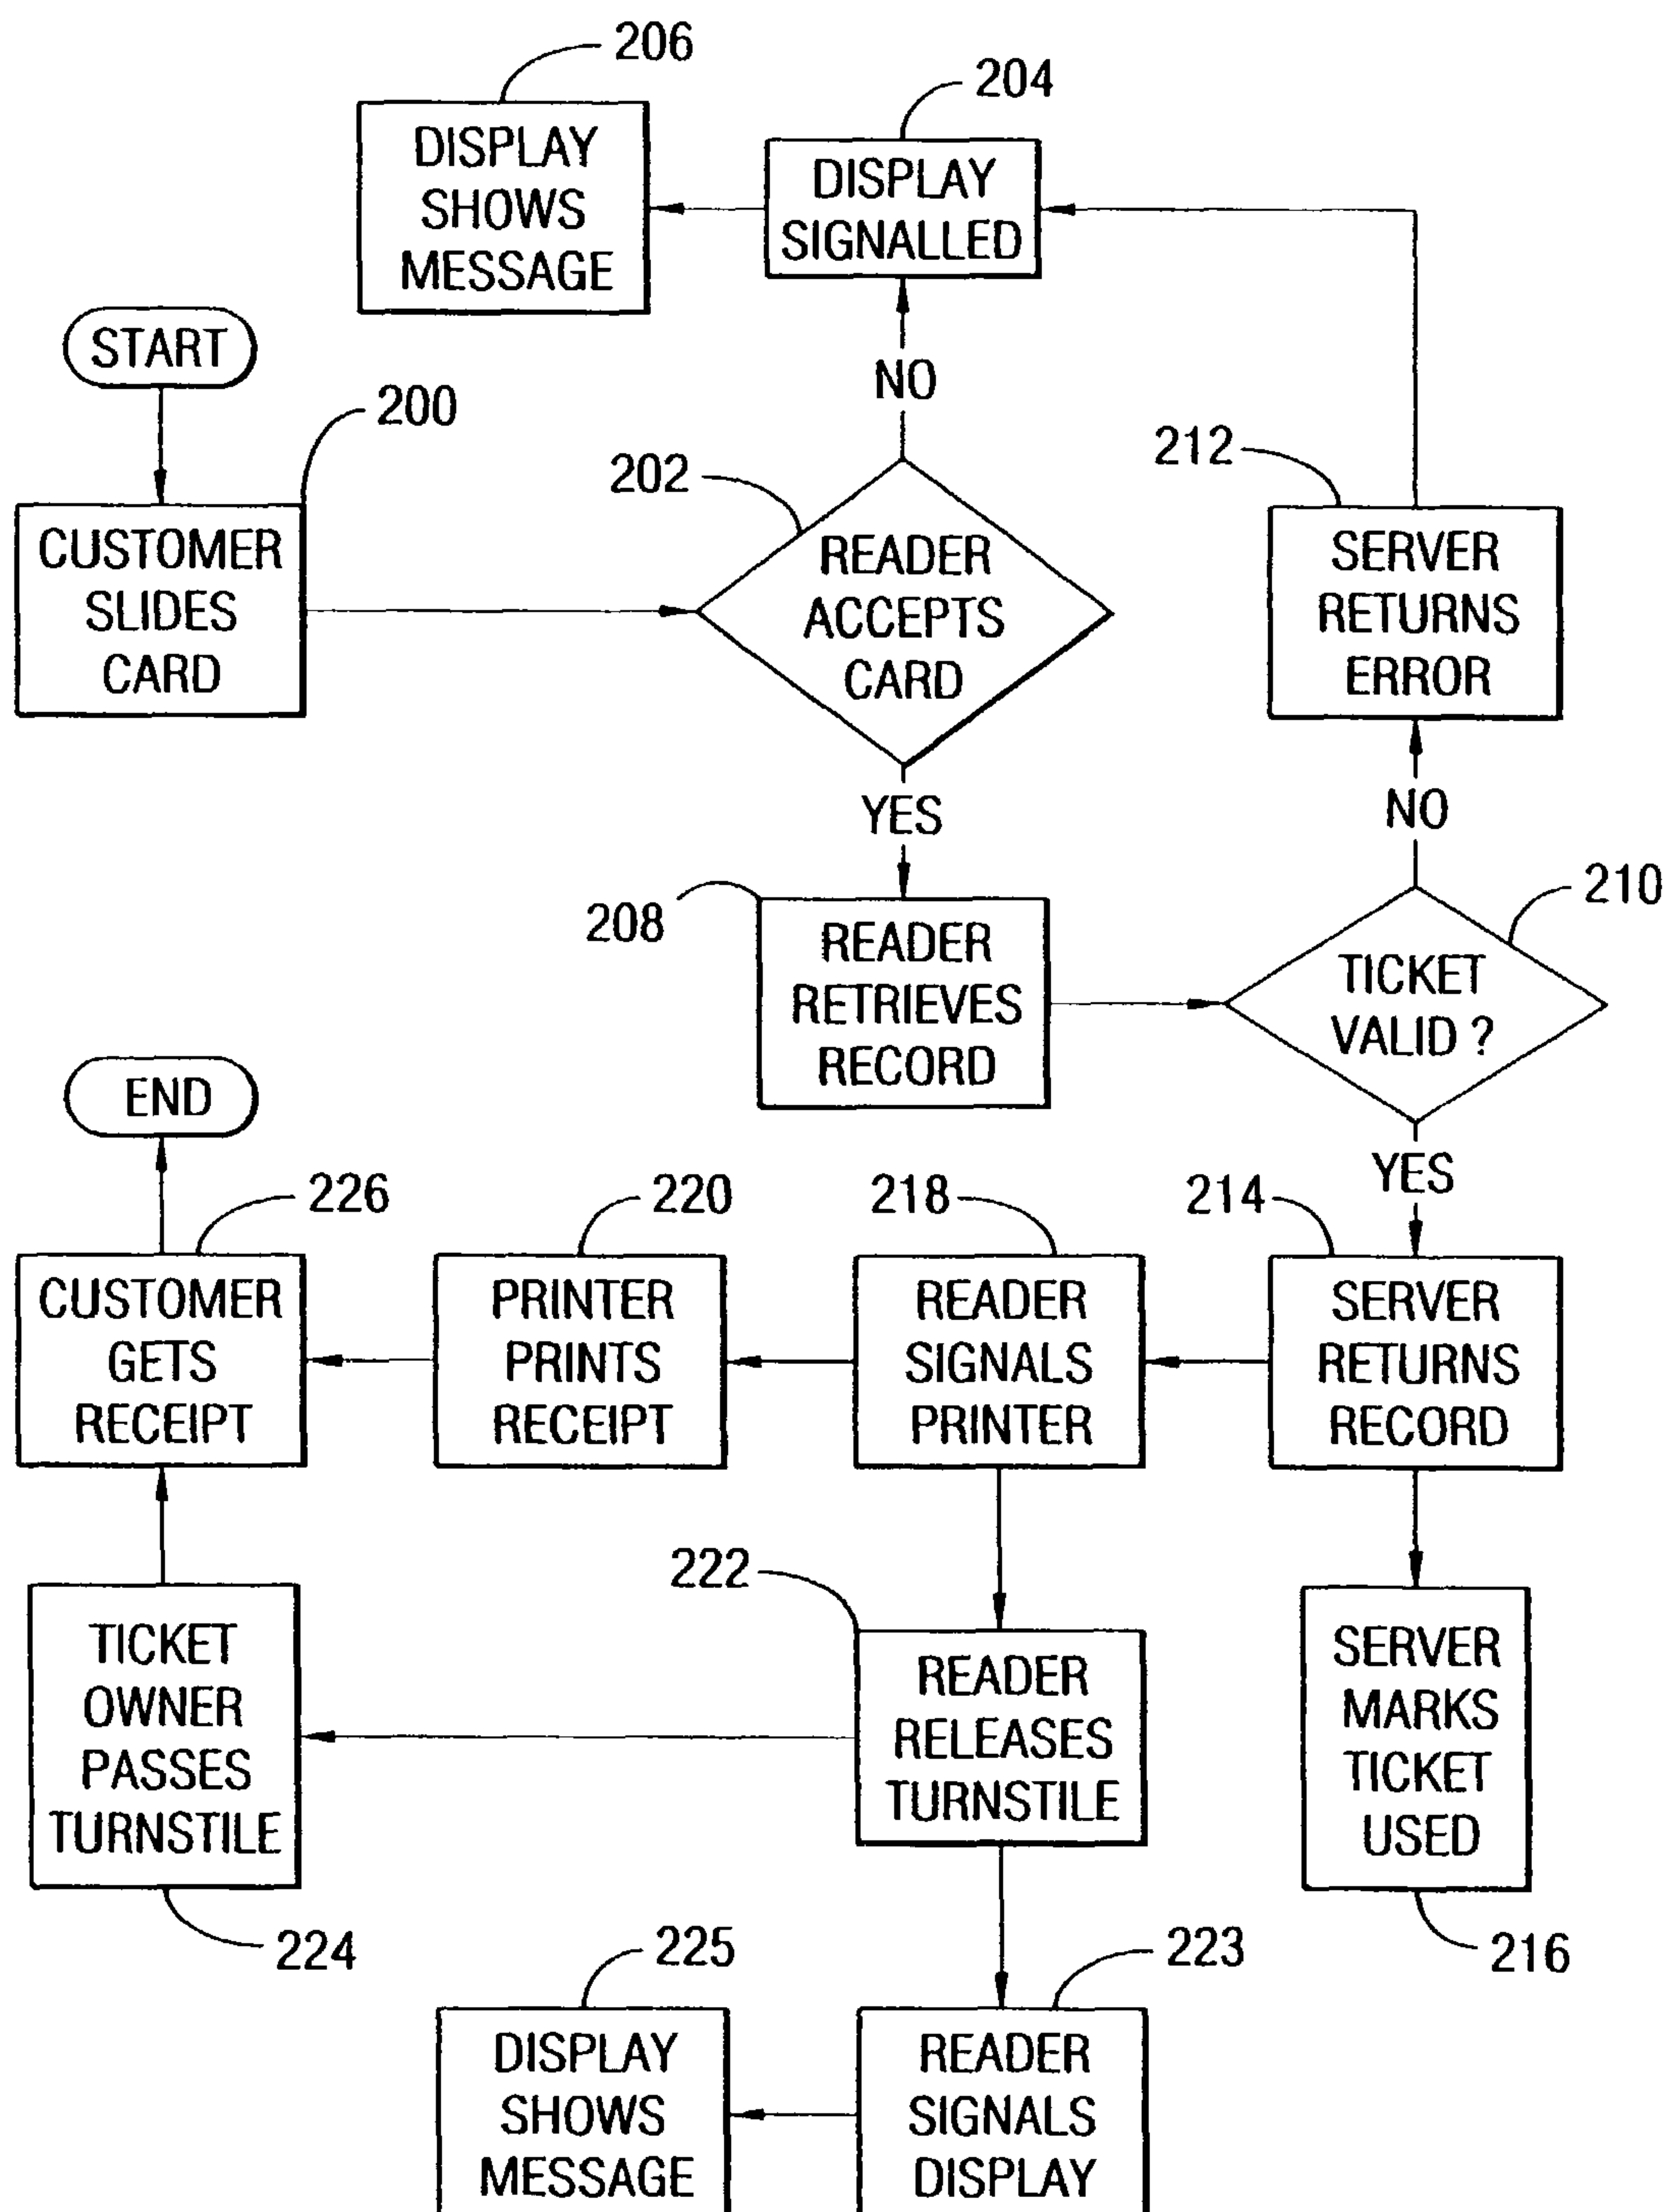 206
204
DISPLAY
SHOWS
MESSAGE
DISPLAY
SIGNALLED
START
NO
200
212
202
CUSTOMER
SLIDES
CARD
READER
ACCEPTS
CARD
SERVER
RETURNS
ERROR
YES
NO
208
210
READER
RETRIEVES
RECORD
TICKET
VALID ?
END
YES
226
220
218
214
CUSTOMER
GETS
RECEIPT
PRINTER
PRINTS
RECEIPT
READER
SIGNALS
PRINTER
SERVER
RETURNS
RECORD
222
TICKET
OWNER
PASSES
TURNSTILE
READER
RELEASES
TURNSTILE
SERVER
MARKS
TICKET
USED
224
225
223
216
DISPLAY
SHOWS
MESSAGE
READER
SIGNALS
DISPLAY